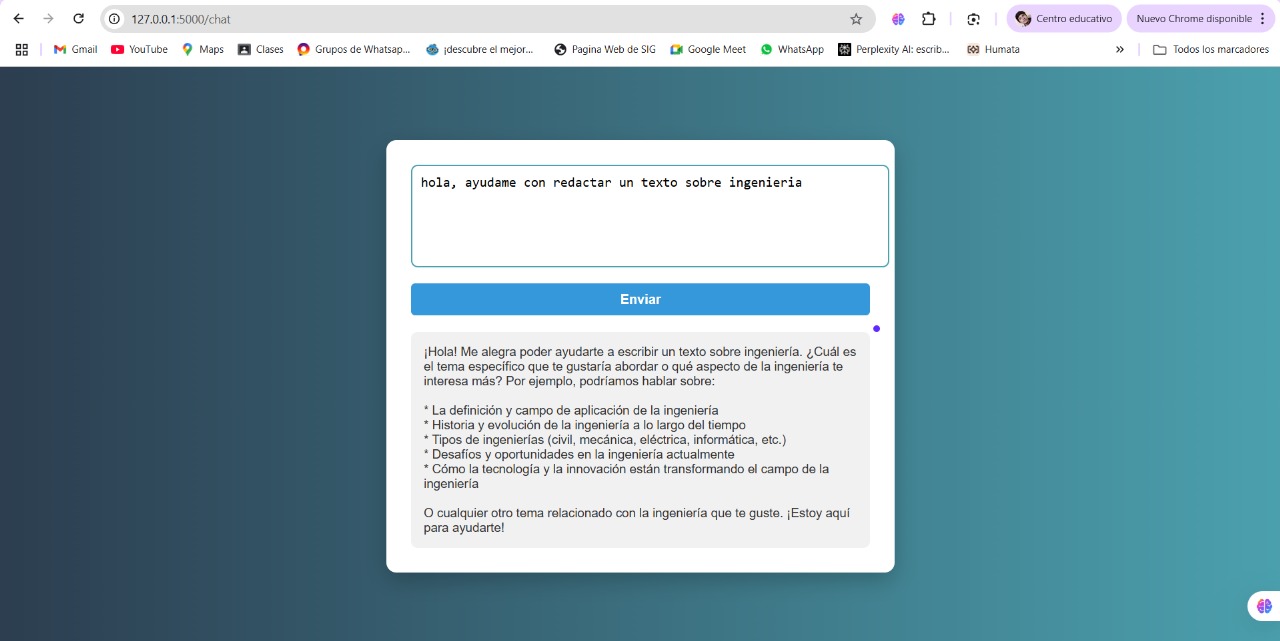 127.0.0.1:5000/chat
Centro educativo
Nuevo Chrome disponible
Gmail
YouTube
Maps
Clases
Grupos de Whatsap...
¡descubre el mejor...
Pagina Web de SIG
Google Meet
WhatsApp
Perplexity AI: escrib...
Humata
»
Todos los marcadores
hola, ayudame con redactar un texto sobre ingenieria
Enviar
¡Hola! Me alegra poder ayudarte a escribir un texto sobre ingeniería. ¿Cuál es
el tema específico que te gustaría abordar o qué aspecto de la ingeniería te
interesa más? Por ejemplo, podríamos hablar sobre:
* La definición y campo de aplicación de la ingeniería
* Historia y evolución de la ingeniería a lo largo del tiempo
* Tipos de ingenierías (civil, mecánica, eléctrica, informática, etc.)
* Desafíos y oportunidades en la ingeniería actualmente
* Cómo la tecnología y la innovación están transformando el campo de la
ingeniería
O cualquier otro tema relacionado con la ingeniería que te guste. ¡Estoy aquí
para ayudarte!